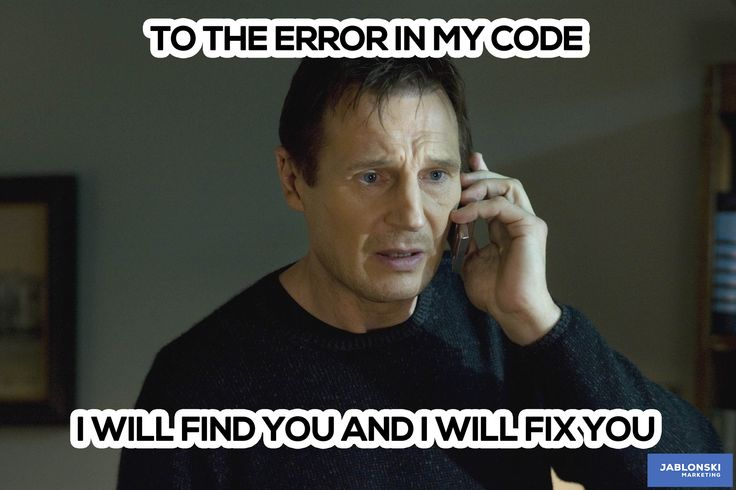 TO THE ERROR IN MY CODE
I WILL FIND YOU AND I WILL FIX YOU
JABLONSKI
MARKETING